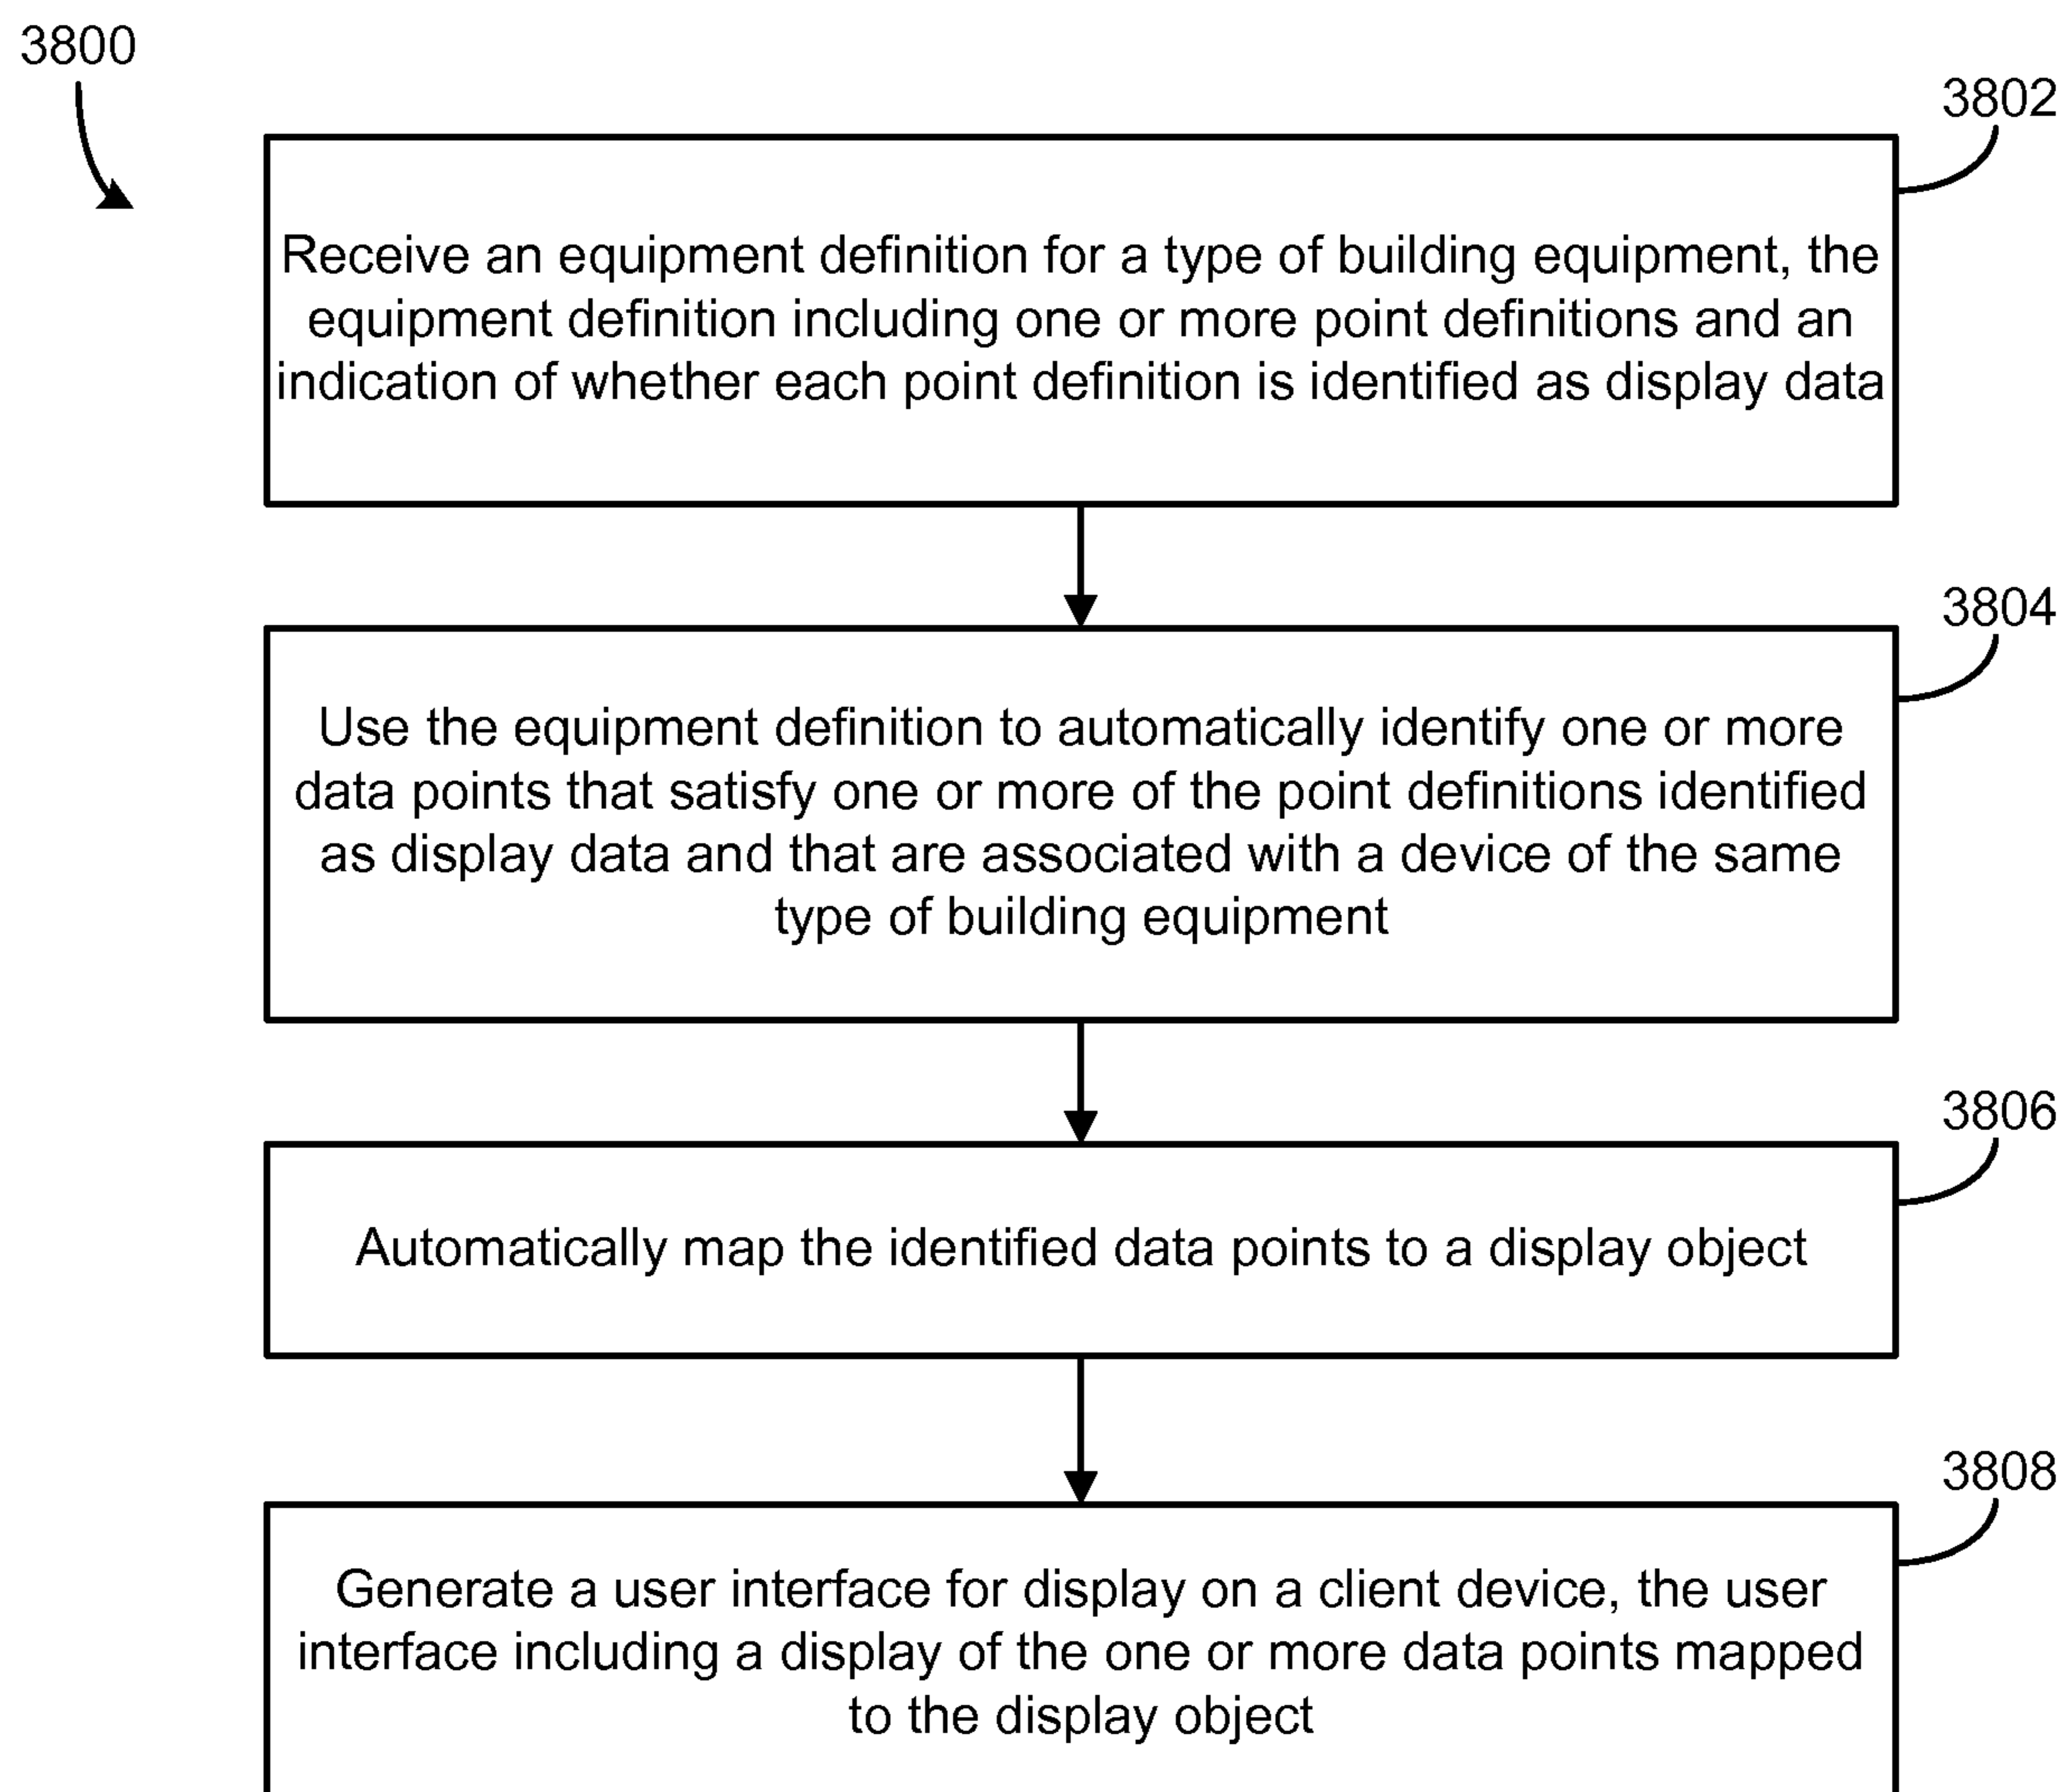 3800
3802
Receive an equipment definition for a type of building equipment, the
equipment definition including one or more point definitions and an
indication of whether each point definition is identified as display data
3804
Use the equipment definition to automatically identify one or more
data points that satisfy one or more of the point definitions identified
as display data and that are associated with a device of the same
type of building equipment
3806
Automatically map the identified data points to a display object
3808
Generate a user interface for display on a client device, the user
interface including a display of the one or more data points mapped
to the display object